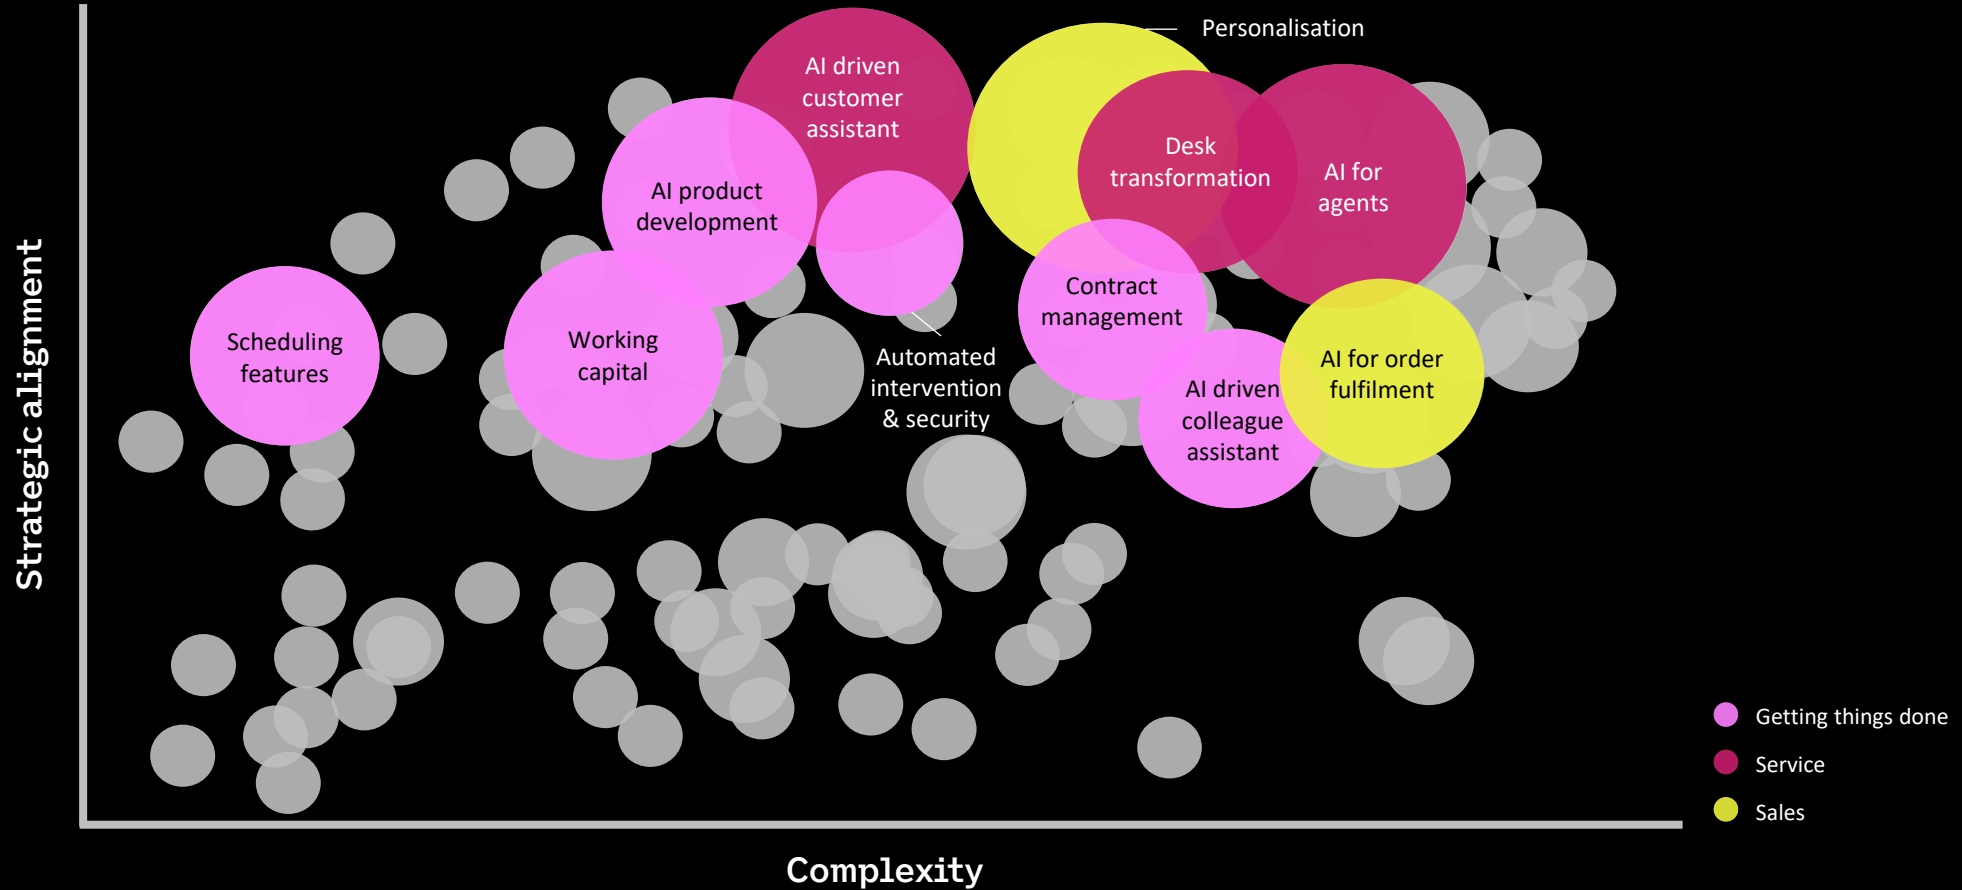 Personalisation
AI driven
customer
assistant
Desk
transformation
AI for
agents
AI product
development
Contract
management
Scheduling
features
Working
capital
Automated
intervention
& security
AI for order
fulfilment
AI driven
colleague
assistant
Strategic alignment
Complexity
Getting things done
Service
Sales